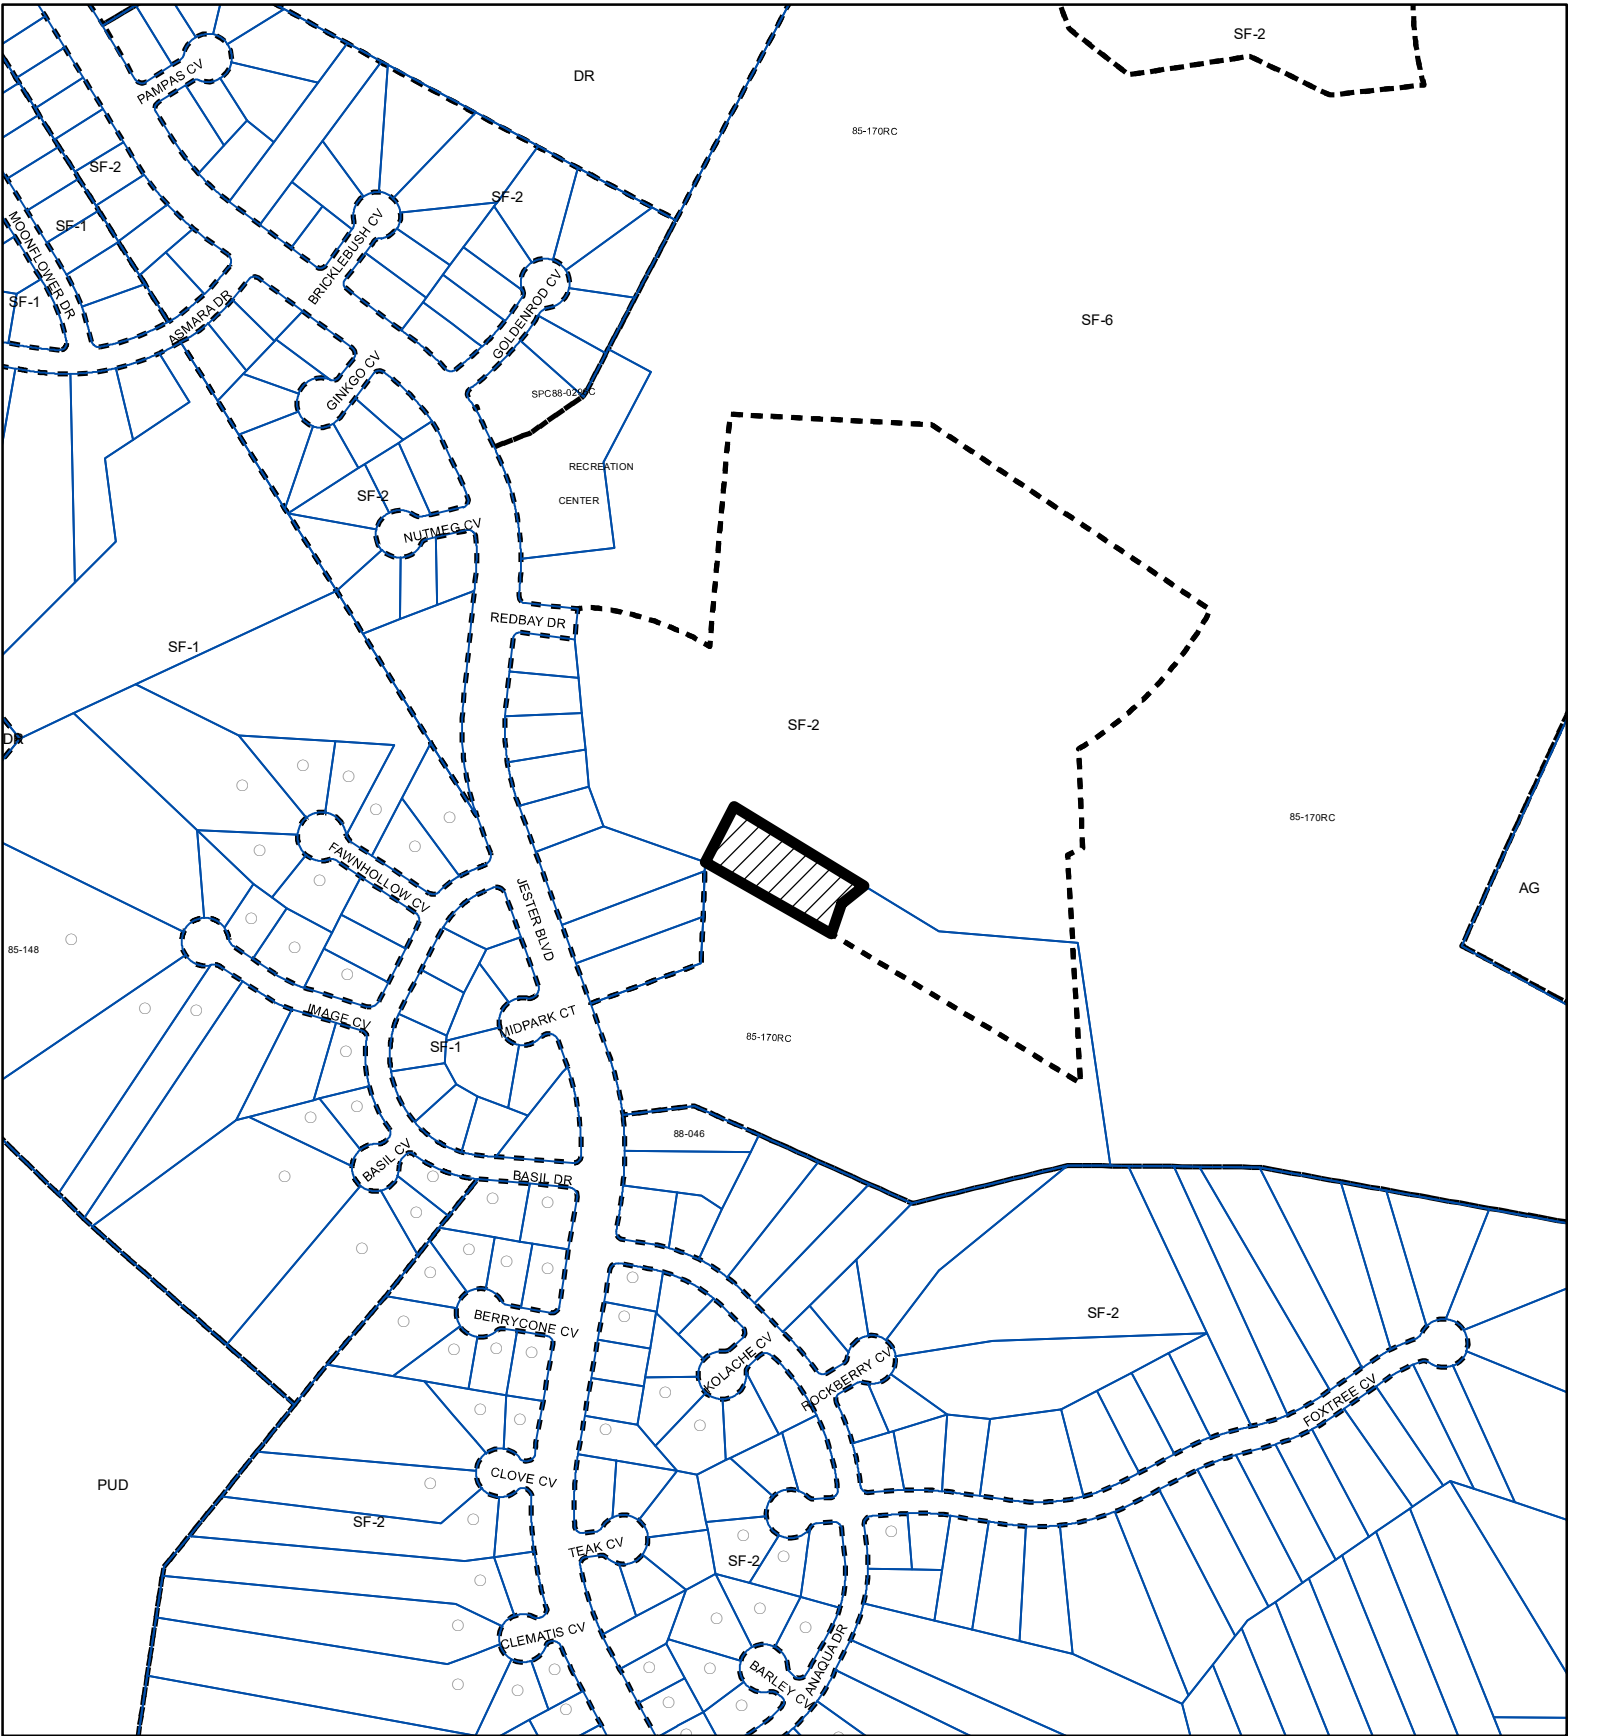 SF-2
DR
PAMPAS CV
85-170RC
SF-2
SF-2
MOONFLOWER DR
SF-1
BRICKLEBUSH CV
SF-1
ASMARA DR
GOLDENROD CV
SF-6
GINKGO CV
RECREATION
CENTER
SF-2
NUTMEG CV
REDBAY DR
SF-1
SF-2
DR
85-170RC
FAWNHOLLOW CV
JESTER BLVD
AG
85-148
IMAGE CV
MIDPARK CT
SF-1
85-170RC
88-046
BASIL CV
BASIL DR
SF-2
BERRYCONE CV
KOLACHE CV
ROCKBERRY CV
FOXTREE CV
PUD
CLOVE CV
SF-2
TEAK CV
SF-2
CLEMATIS CV
BARLEY CV
ANAQUA DR